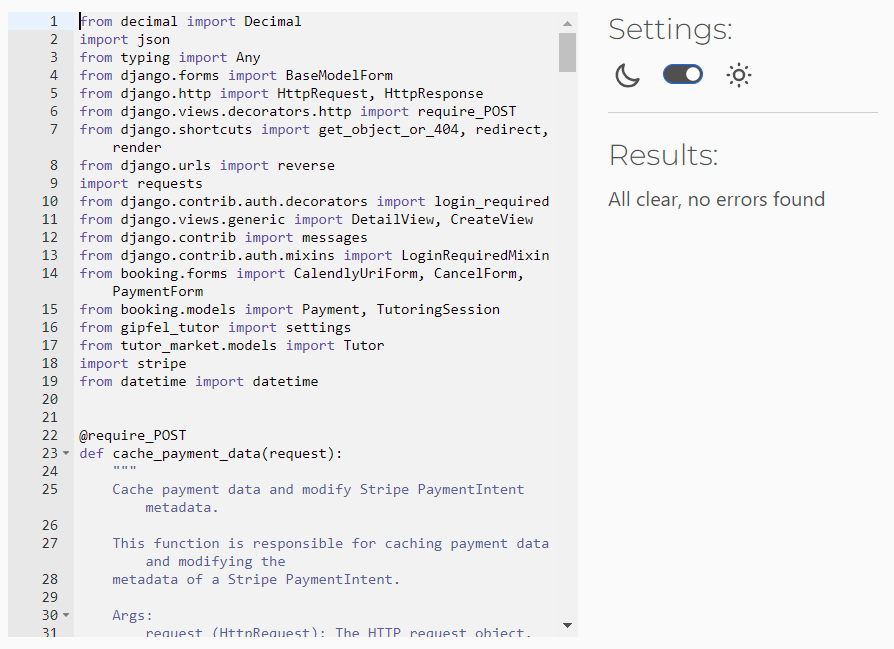 1 from decimal import Decimal
2 import json
3 from typing import Any
4 from django.forms import BaseModelForm
5 from django.http import HttpRequest, HttpResponse
6 from django.views.decorators.http import require_POST
7 from django.shortcuts import get_object_or_404, redirect,
render
8 from django.urls import reverse
9 import requests
10 from django.contrib.auth.decorators import login_required
11 from django.views.generic import DetailView, CreateView
12 from django.contrib import messages
13 from django.contrib.auth.mixins import LoginRequiredMixin
14 from booking.forms import CalendlyUriForm, CancelForm,
PaymentForm
15 from booking.models import Payment, TutoringSession
16 from gipfel_tutor import settings
17 from tutor_market.models import Tutor
18 import stripe
19 from datetime import datetime
20
21
22 @require_POST
23 def cache_payment_data(request):
24 """
25 Cache payment data and modify Stripe PaymentIntent
metadata.
26
27 This function is responsible for caching payment data
and modifying the
28 metadata of a Stripe PaymentIntent.
29
30 Args:
31 request (HttpRequest): The HTTP request object.
Settings:
Results:
All clear, no errors found